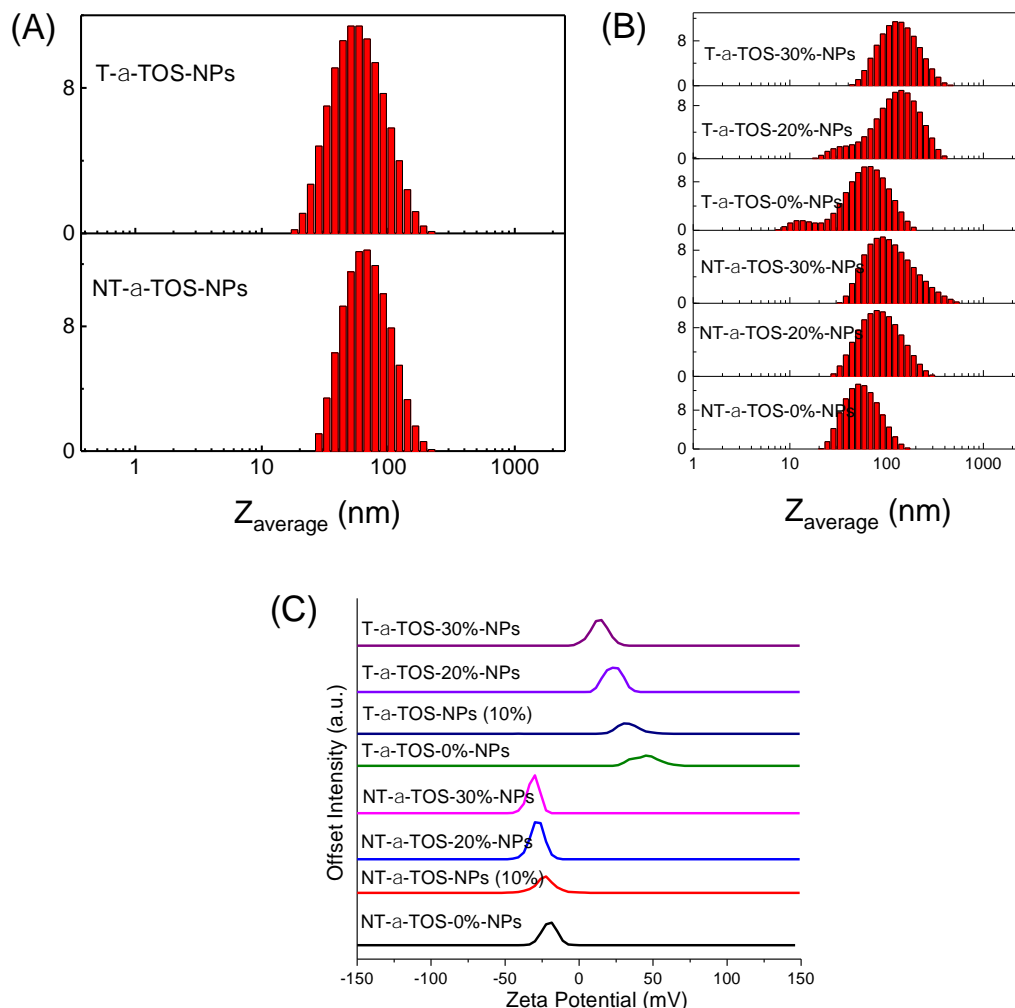 (A)
T-a-TOS-NPs
8
0
NT-a-TOS-NPs
8
0
1 10 100 1000
Zaverage (nm)
(B)
8
T-a-TOS-30%-NPs
0
8
T-a-TOS-20%-NPs
0
8
T-a-TOS-0%-NPs
0
8
NT-a-TOS-30%-NPs
0
8
NT-a-TOS-20%-NPs
0
8
NT-a-TOS-0%-NPs
0
1 10 100 1000
Zaverage (nm)
(C)
Offset Intensity (a.u.)
T-a-TOS-30%-NPs
T-a-TOS-20%-NPs
T-a-TOS-NPs (10%)
T-a-TOS-0%-NPs
NT-a-TOS-30%-NPs
NT-a-TOS-20%-NPs
NT-a-TOS-NPs (10%)
NT-a-TOS-0%-NPs
-150 -100 -50 0 50 100 150
Zeta Potential (mV)